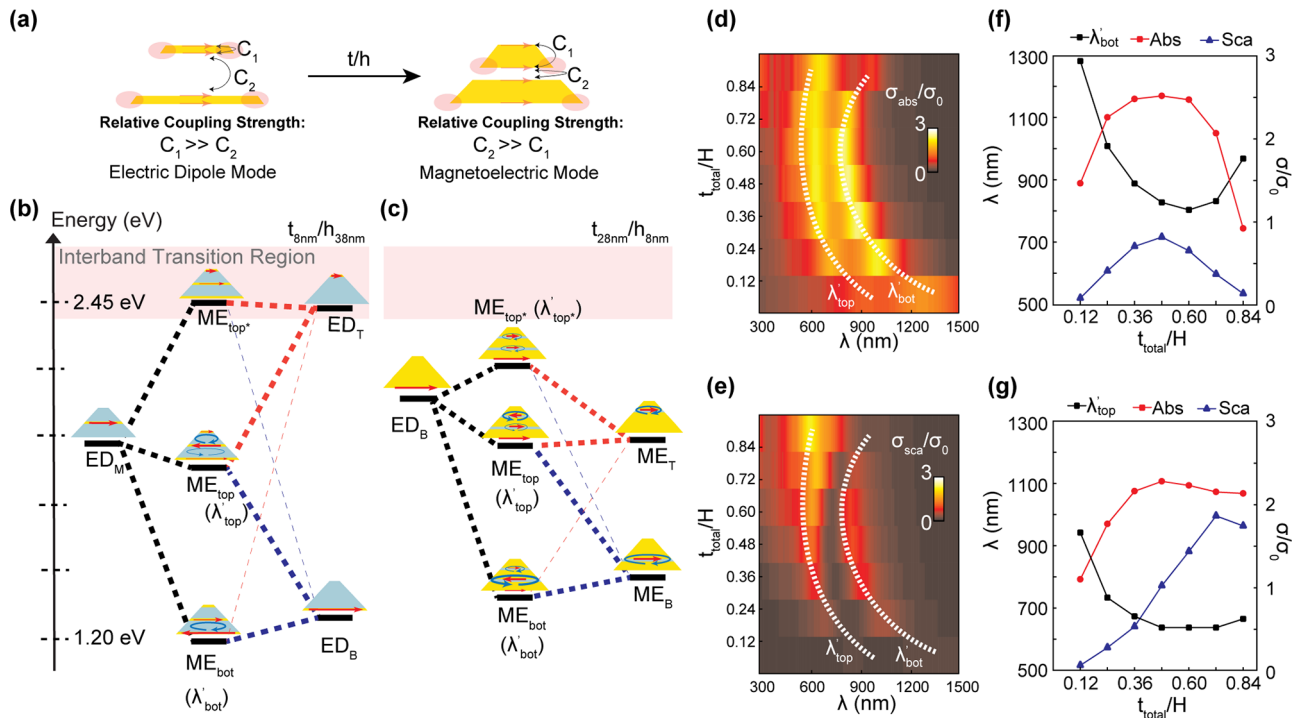 (a)
C1
C2
t/h
C1
C2
Relative Coupling Strength:
C1 >> C2
Electric Dipole Mode
Relative Coupling Strength:
C2 >> C1
Magnetoelectric Mode
(b)
Energy (eV)
t8nm/h38nm
Interband Transition Region
2.45 eV
MEtop*
EDT
EDM
MEtop
(λ'top)
1.20 eV
MEbot
(λ'bot)
EDB
(c)
t28nm/h8nm
MEtop* (λ'top*)
EDB
MEtop
(λ'top)
MET
MEbot
(λ'bot)
MEB
(d)
ttotal/H
0.84
0.72
0.60
0.48
0.36
0.24
0.12
σabs/σ0
3
0
λ'top
λ'bot
300 600 900 1200 1500
λ (nm)
(e)
ttotal/H
0.84
0.72
0.60
0.48
0.36
0.24
0.12
σsca/σ0
3
0
λ'top
λ'bot
300 600 900 1200 1500
λ (nm)
(f)
λ'bot Abs Sca
λ (nm)
1300
1100
900
700
500
3
2
1
0
σ/σ0
0.12 0.36 0.60 0.84
ttotal/H
(g)
λ'top Abs Sca
λ (nm)
1300
1100
900
700
500
3
2
1
0
σ/σ0
0.12 0.36 0.60 0.84
ttotal/H